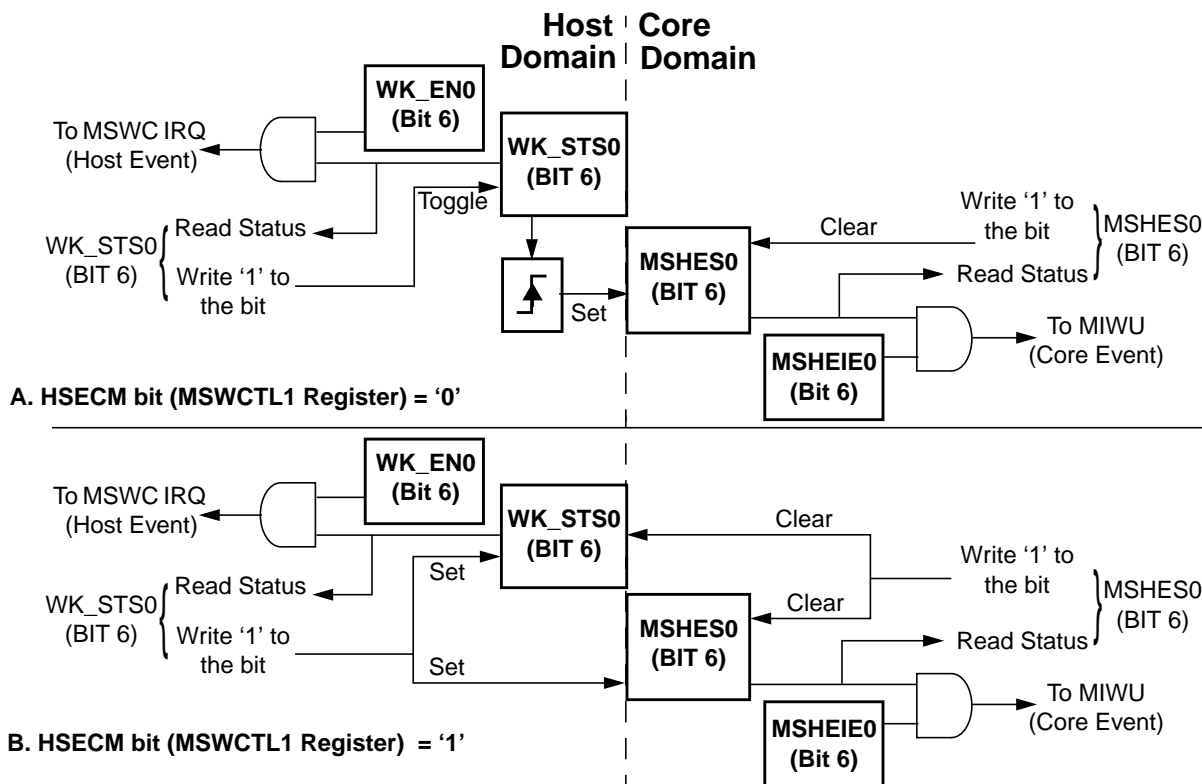 Host Domain
Core Domain
WK_EN0
(Bit 6)
To MSWC IRQ
(Host Event)
WK_STS0
(BIT 6)
Toggle
WK_STS0
(BIT 6)
Read Status
Write ‘1’ to
the bit
Set
MSHES0
(BIT 6)
Clear
Write ‘1’ to
the bit
Read Status
MSHES0
(BIT 6)
MSHEIE0
(Bit 6)
To MIWU
(Core Event)
A. HSECM bit (MSWCTL1 Register) = ‘0’
WK_EN0
(Bit 6)
To MSWC IRQ
(Host Event)
WK_STS0
(BIT 6)
Set
WK_STS0
(BIT 6)
Read Status
Write ‘1’ to
the bit
Set
Clear
Clear
MSHES0
(BIT 6)
Write ‘1’ to
the bit
Read Status
MSHES0
(BIT 6)
MSHEIE0
(Bit 6)
To MIWU
(Core Event)
B. HSECM bit (MSWCTL1 Register) = ‘1’